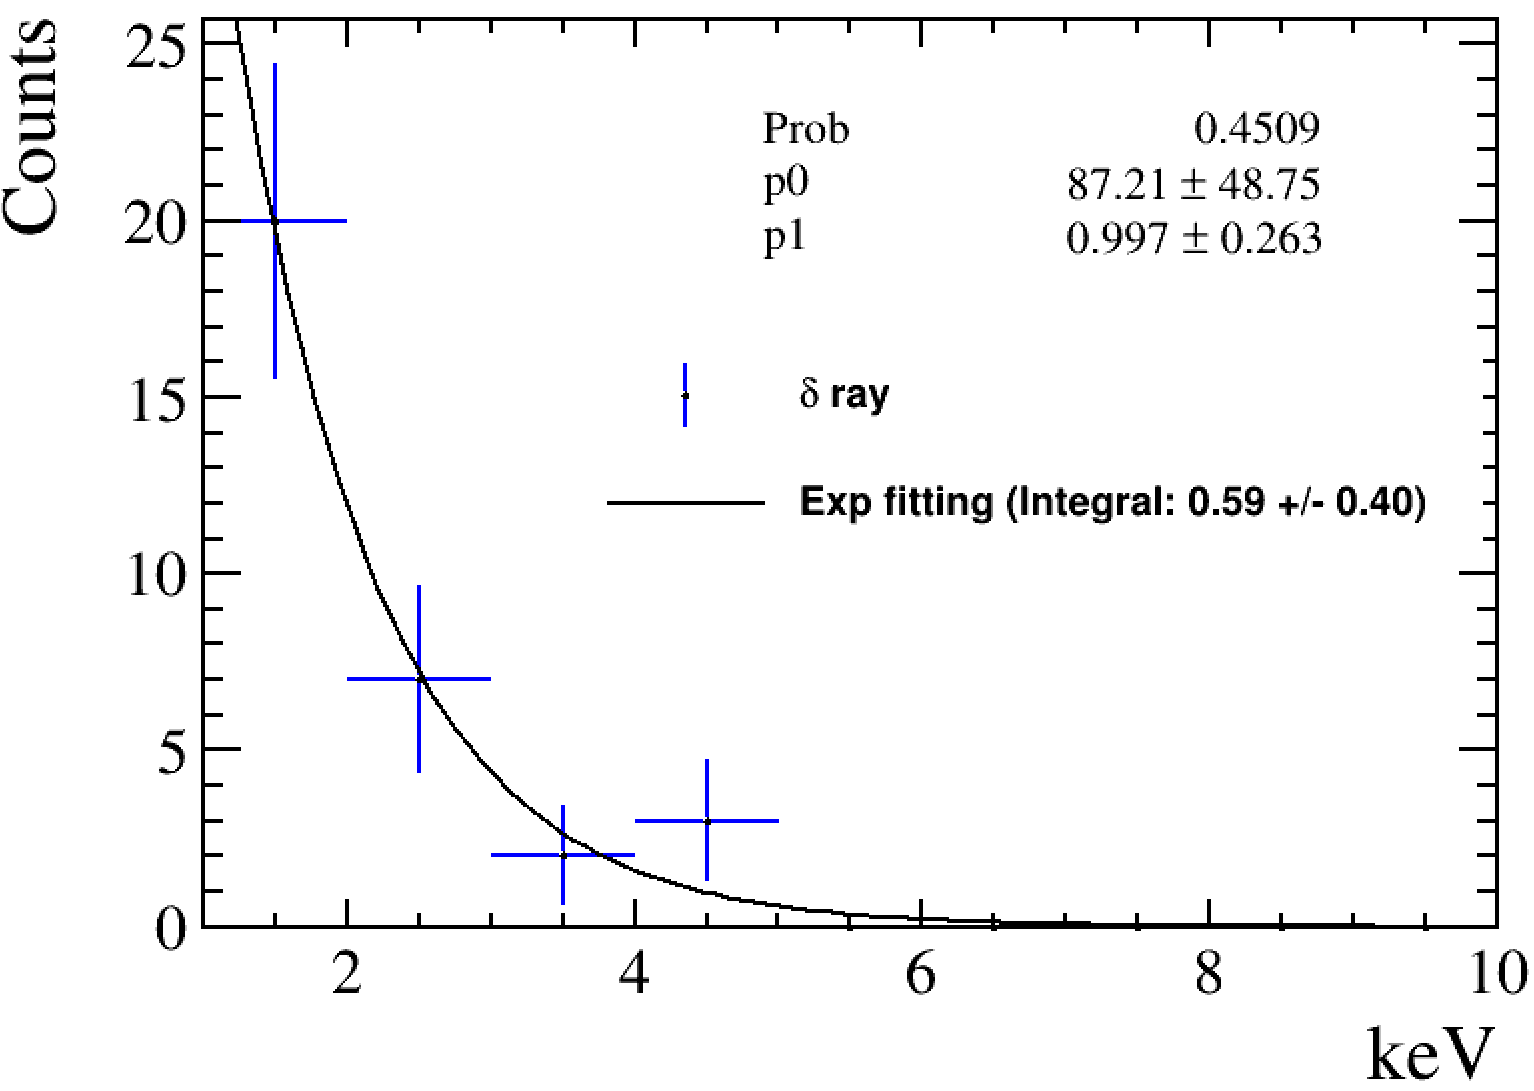 Counts
25
20
15
10
5
0
Prob 0.4509
p0 87.21 ± 48.75
p1 0.997 ± 0.263
δ ray
Exp fitting (Integral: 0.59 +/- 0.40)
2 4 6 8 10
keV